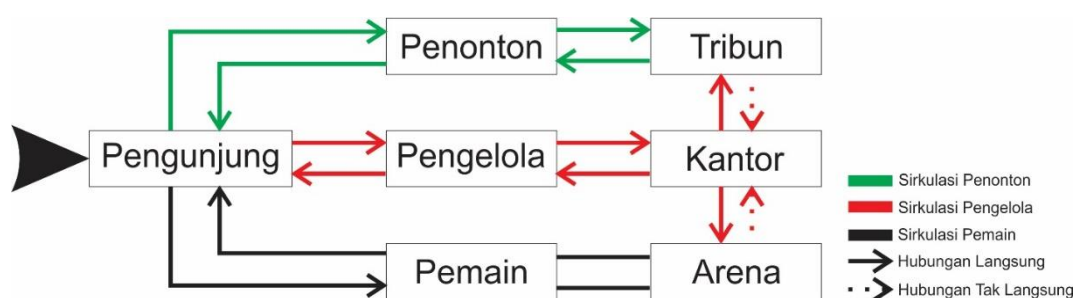 Penonton
Tribun
Pengunjung
Pengelola
Kantor
Pemain
Arena
Sirkulasi Penonton
Sirkulasi Pengelola
Sirkulasi Pemain
Hubungan Langsung
Hubungan Tak Langsung